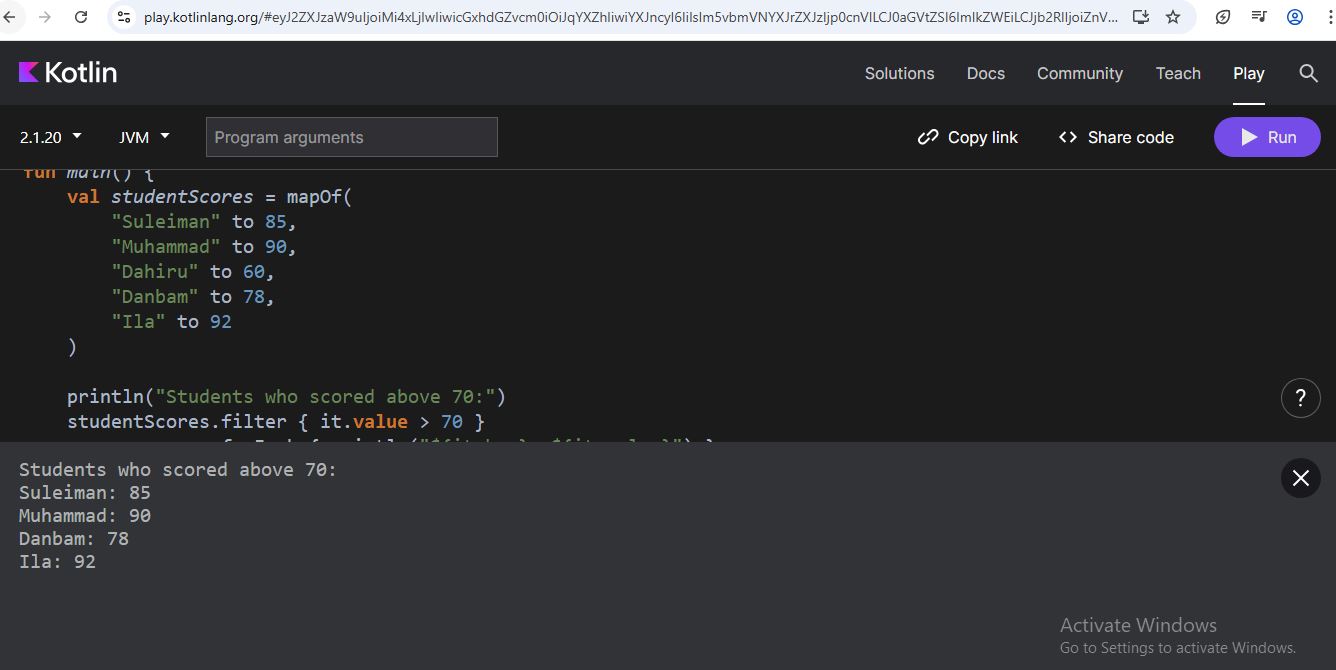 play.kotlinlang.org/#eyJ2ZXJzaW9uIjoiMi4xLjIwIiwicGxhdGZvcm0iOiJqYXZhIiwiYXJncyI6IiIsIm5vbmVNYXJrZXJzIjp0cnVlLCJ0aGVtZSI6ImlkZWEiLCJjb2RlIjoiZnV...
Kotlin
Solutions Docs Community Teach Play
2.1.20 JVM Program arguments Copy link Share code Run
fun main() {
val studentScores = mapOf(
"Suleiman" to 85,
"Muhammad" to 90,
"Dahiru" to 60,
"Danbam" to 78,
"Ila" to 92
)
println("Students who scored above 70:")
studentScores.filter { it.value > 70 }
?
Students who scored above 70:
Suleiman: 85
Muhammad: 90
Danbam: 78
Ila: 92
Activate Windows
Go to Settings to activate Windows.